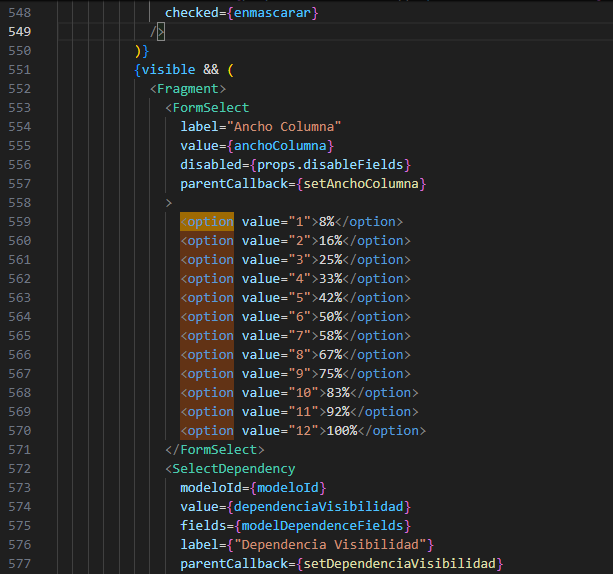 548 checked={enmascarar}
549 />
550 )}
551 {visible && (
552 <Fragment>
553 <FormSelect
554 label="Ancho Columna"
555 value={anchoColumna}
556 disabled={props.disableFields}
557 parentCallback={setAnchoColumna}
558 >
559 <option value="1">8%</option>
560 <option value="2">16%</option>
561 <option value="3">25%</option>
562 <option value="4">33%</option>
563 <option value="5">42%</option>
564 <option value="6">50%</option>
565 <option value="7">58%</option>
566 <option value="8">67%</option>
567 <option value="9">75%</option>
568 <option value="10">83%</option>
569 <option value="11">92%</option>
570 <option value="12">100%</option>
571 </FormSelect>
572 <SelectDependency
573 modeloId={modeloId}
574 value={dependenciaVisibilidad}
575 fields={modelDependenceFields}
576 label={"Dependencia Visibilidad"}
577 parentCallback={setDependenciaVisibilidad}